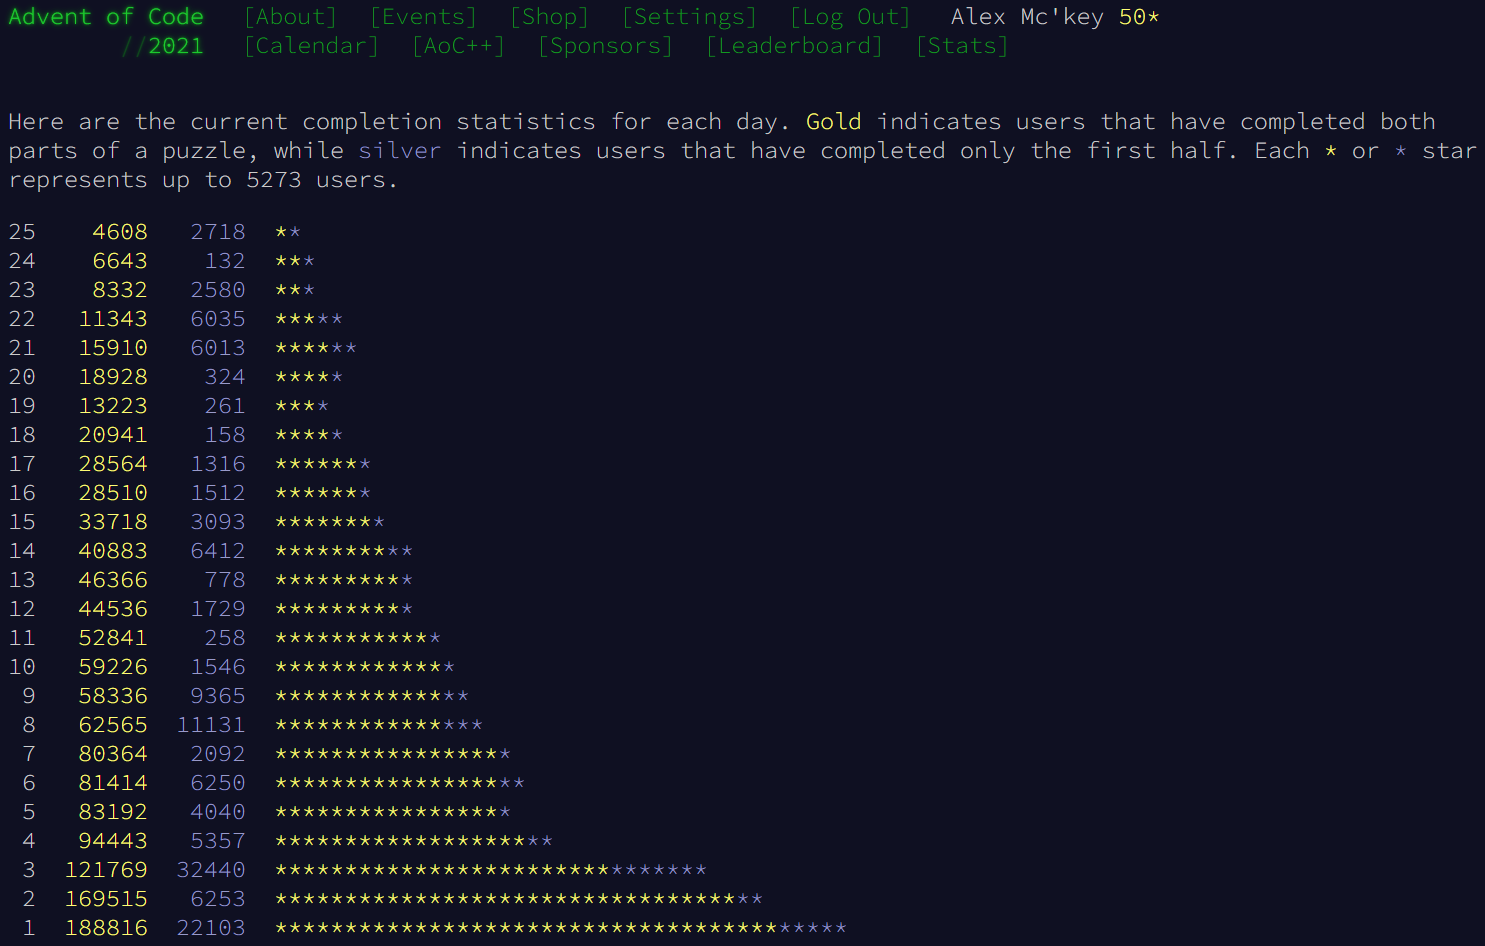 Advent of Code [About] [Events] [Shop] [Settings] [Log Out] Alex Mc'key 50*
//2021 [Calendar] [AoC++] [Sponsors] [Leaderboard] [Stats]
Here are the current completion statistics for each day. Gold indicates users that have completed both
parts of a puzzle, while silver indicates users that have completed only the first half. Each * or * star
represents up to 5273 users.
25 4608 2718 **
24 6643 132 ***
23 8332 2580 ***
22 11343 6035 *****
21 15910 6013 ******
20 18928 324 *****
19 13223 261 ****
18 20941 158 *****
17 28564 1316 *******
16 28510 1512 *******
15 33718 3093 ********
14 40883 6412 **********
13 46366 778 **********
12 44536 1729 **********
11 52841 258 ************
10 59226 1546 *************
9 58336 9365 **************
8 62565 11131 ***************
7 80364 2092 *****************
6 81414 6250 ******************
5 83192 4040 *****************
4 94443 5357 ********************
3 121769 32440 *******************************
2 169515 6253 ***********************************
1 188816 22103 *****************************************